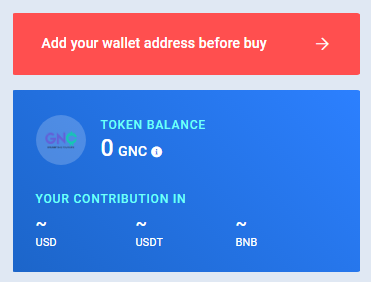 Add your wallet address before buy
GNC
TOKEN BALANCE
0 GNC
YOUR CONTRIBUTION IN
~ ~ ~
USD USDT BNB